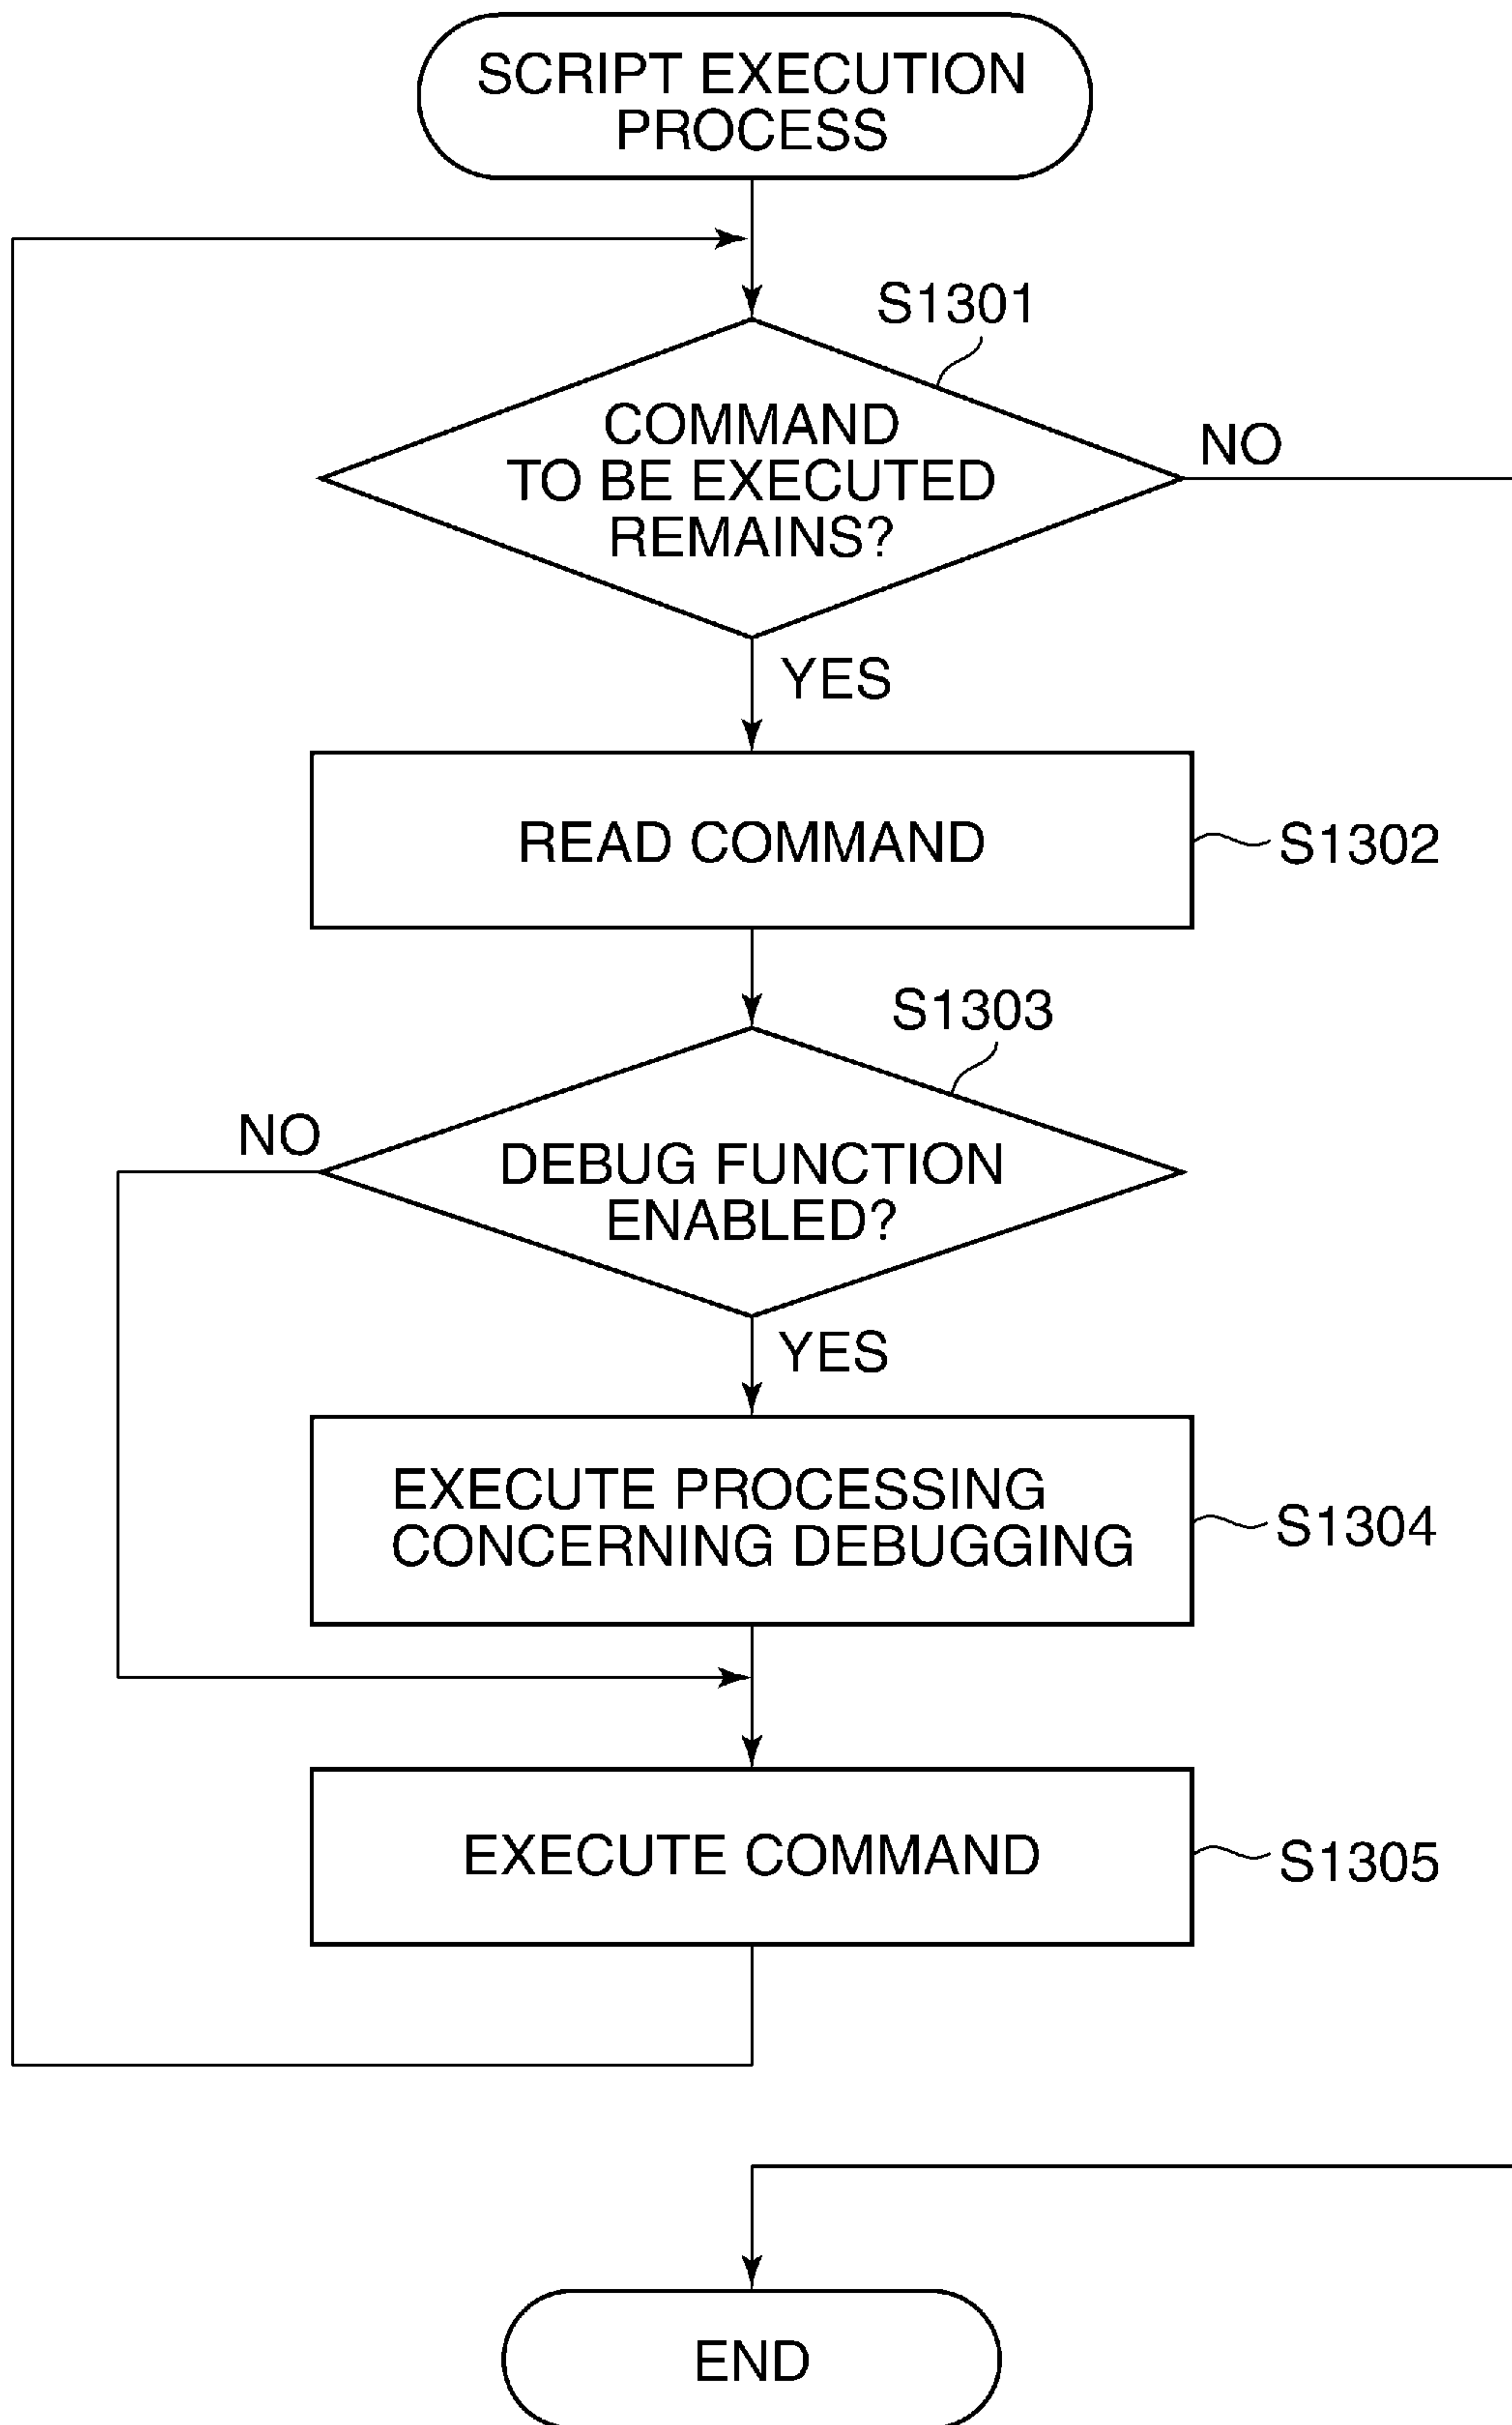 SCRIPT EXECUTION
PROCESS
S1301
COMMAND
TO BE EXECUTED
REMAINS?
NO
YES
READ COMMAND
S1302
S1303
NO
DEBUG FUNCTION
ENABLED?
YES
EXECUTE PROCESSING
CONCERNING DEBUGGING
S1304
EXECUTE COMMAND
S1305
END